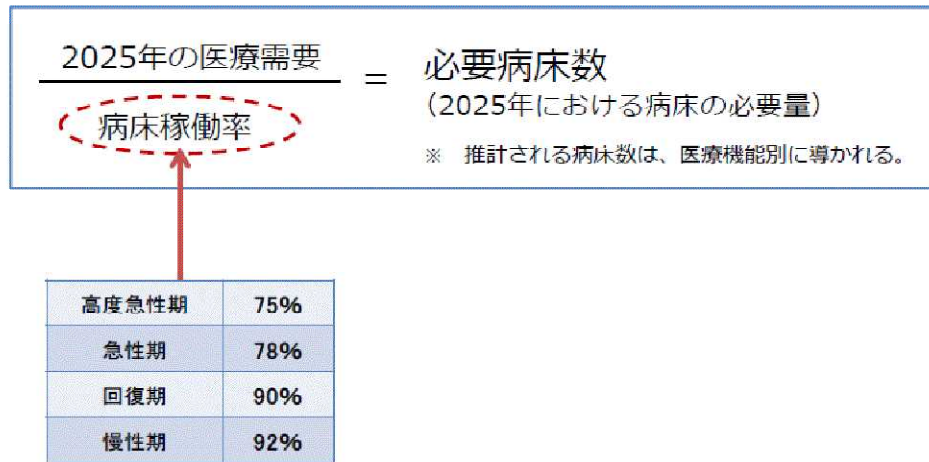 2025年の医療需要
病床稼働率
=
必要病床数
（2025年における病床の必要量）
※ 推計される病床数は、医療機能別に導かれる。
高度急性期 75%
急性期 78%
回復期 90%
慢性期 92%